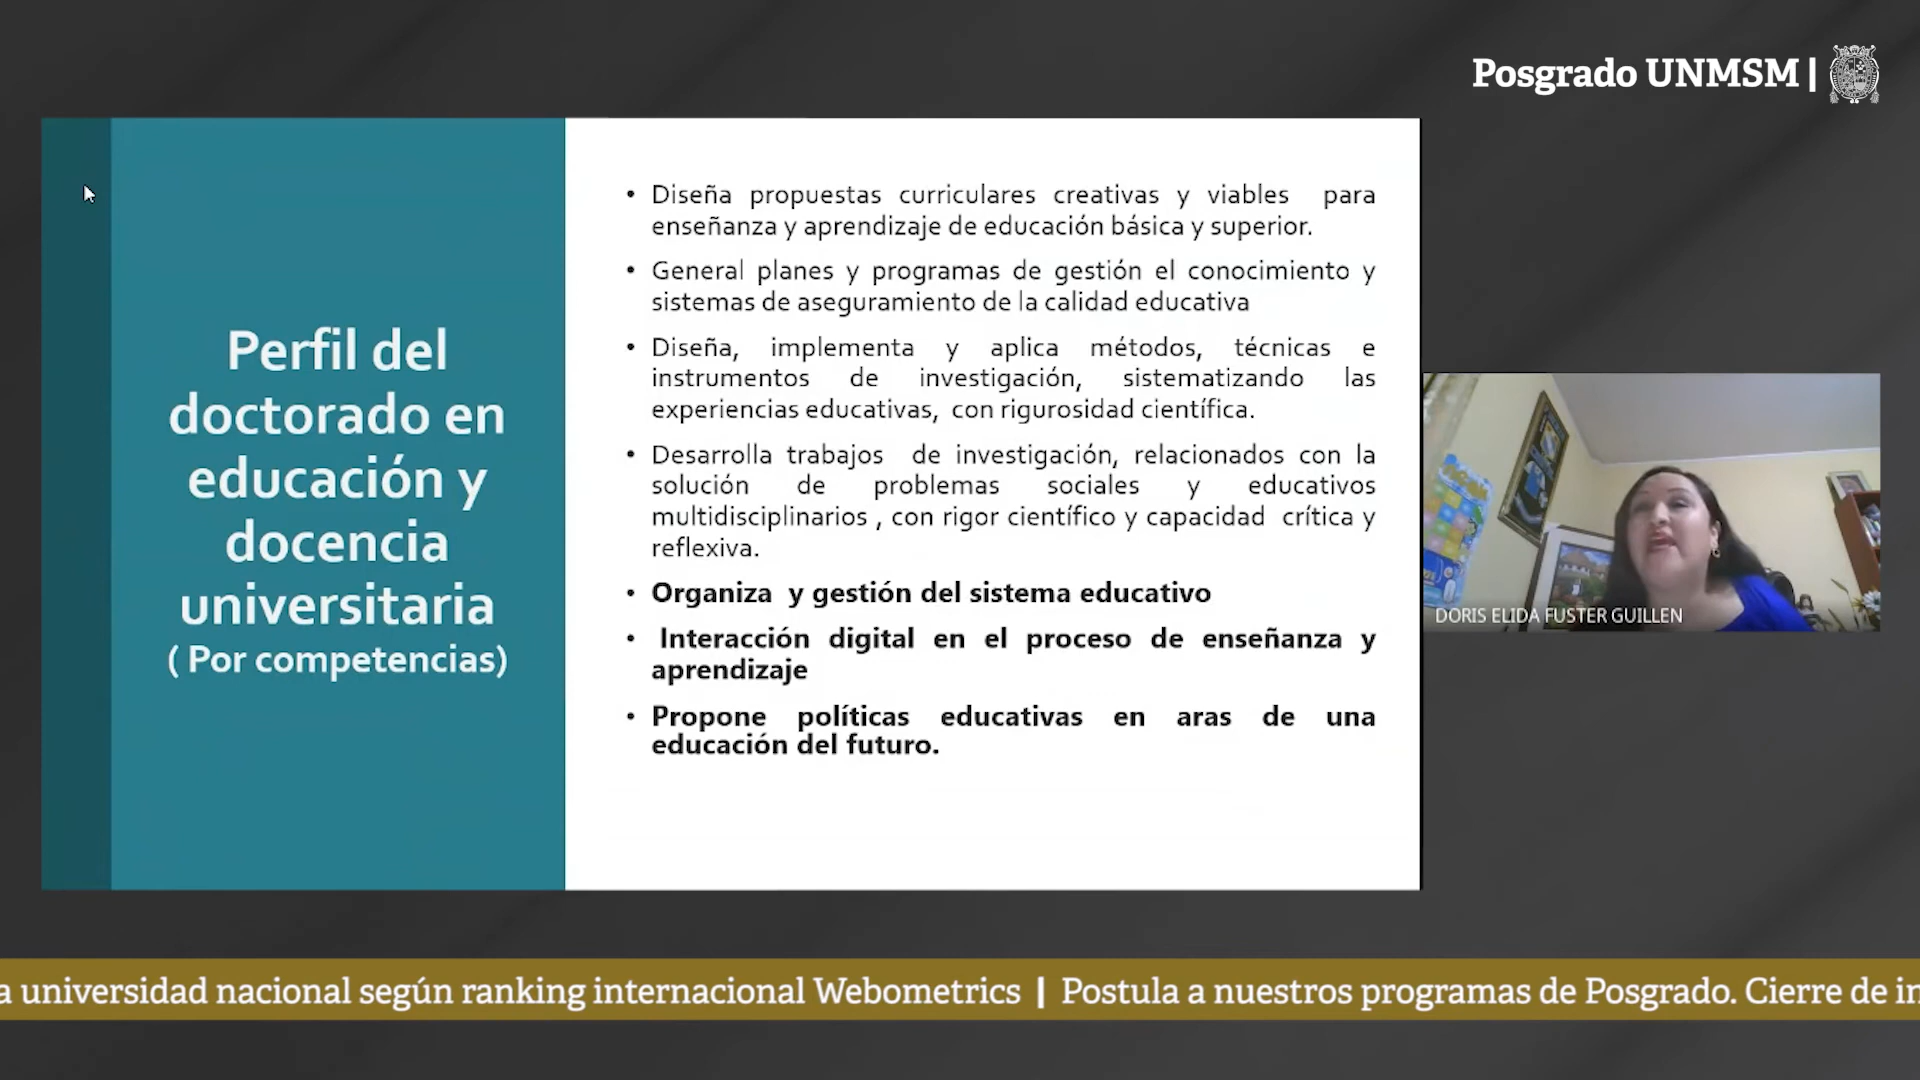 Posgrado UNMSM |
Perfil del
doctorado en
educación y
docencia
universitaria
( Por competencias)
• Diseña propuestas curriculares creativas y viables para
enseñanza y aprendizaje de educación básica y superior.
• General planes y programas de gestión el conocimiento y
sistemas de aseguramiento de la calidad educativa
• Diseña, implementa y aplica métodos, técnicas e
instrumentos de investigación, sistematizando las
experiencias educativas, con rigurosidad científica.
• Desarrolla trabajos de investigación, relacionados con la
solución de problemas sociales y educativos
multidisciplinarios , con rigor científico y capacidad crítica y
reflexiva.
• Organiza y gestión del sistema educativo
• Interacción digital en el proceso de enseñanza y
aprendizaje
• Propone políticas educativas en aras de una
educación del futuro.
DORIS ELIDA FUSTER GUILLEN
a universidad nacional según ranking internacional Webometrics | Postula a nuestros programas de Posgrado. Cierre de in